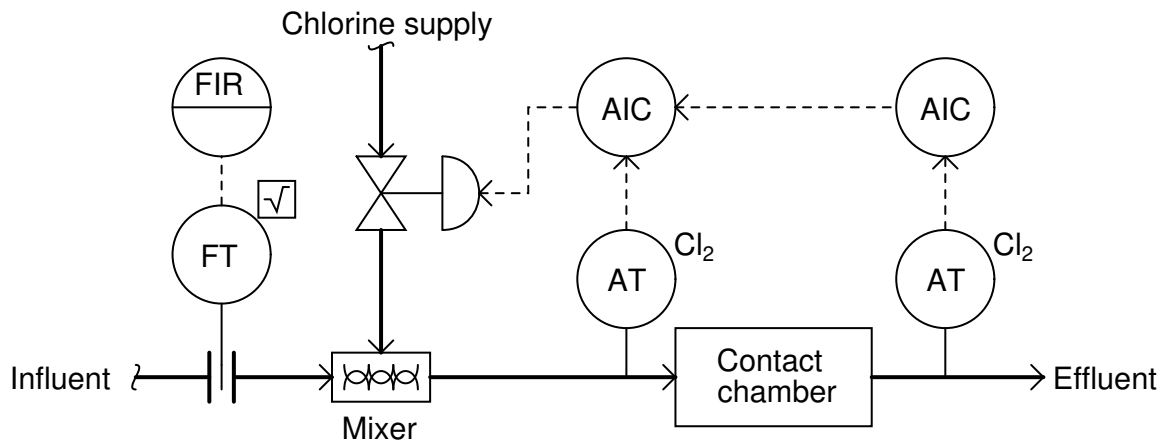 Chlorine supply
FIR
AIC
AIC
√
FT
AT
Cl₂
AT
Cl₂
Influent
Contact
chamber
Effluent
Mixer